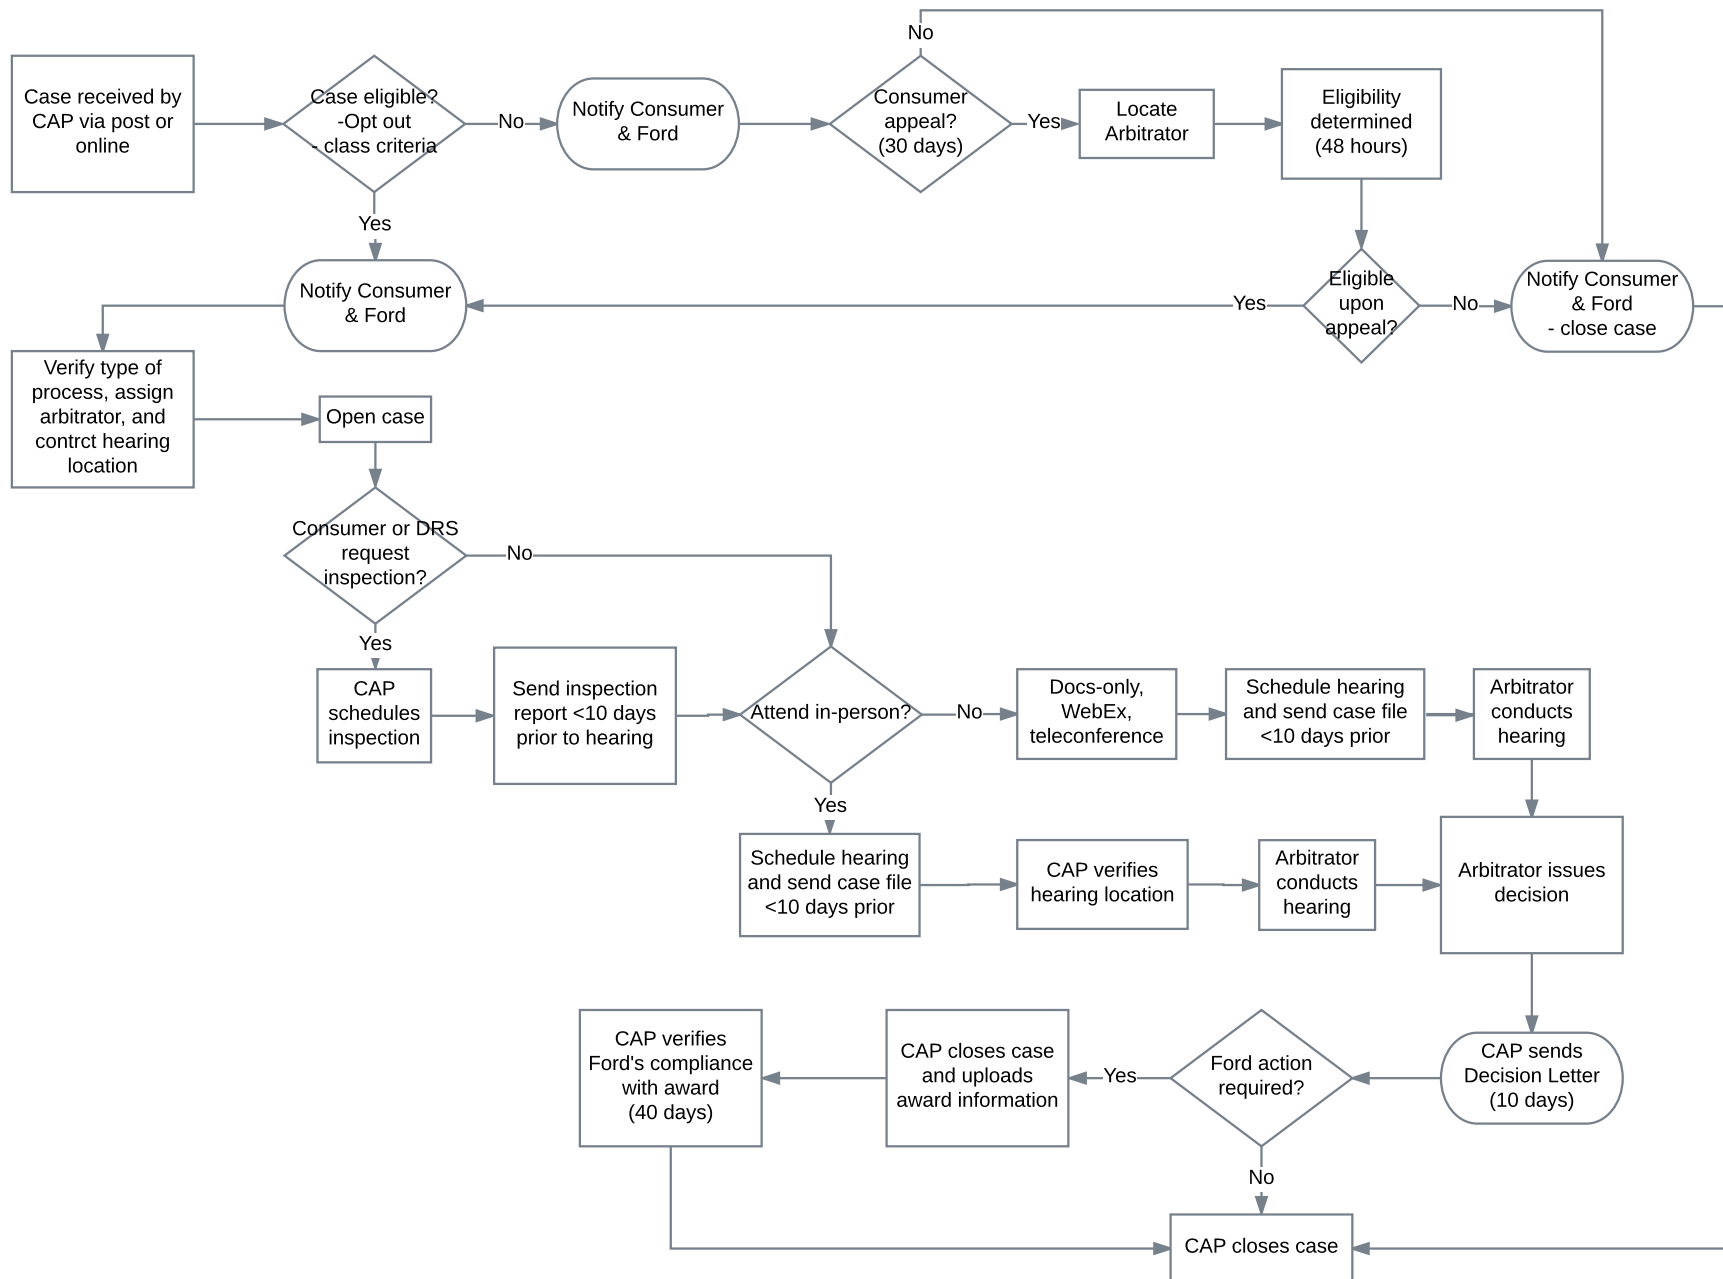 No
Case received by
CAP via post or
online
Case eligible?
-Opt out
- class criteria
No
Notify Consumer
& Ford
Consumer
appeal?
(30 days)
Yes
Locate
Arbitrator
Eligibility
determined
(48 hours)
Yes
Notify Consumer
& Ford
Yes
Eligible
upon
appeal?
No
Notify Consumer
& Ford
- close case
Verify type of
process, assign
arbitrator, and
contrct hearing
location
Open case
Consumer or DRS
request
inspection?
No
Yes
CAP
schedules
inspection
Send inspection
report <10 days
prior to hearing
Attend in-person?
No
Docs-only,
WebEx,
teleconference
Schedule hearing
and send case file
<10 days prior
Arbitrator
conducts
hearing
Yes
Schedule hearing
and send case file
<10 days prior
CAP verifies
hearing location
Arbitrator
conducts
hearing
Arbitrator issues
decision
CAP verifies
Ford's compliance
with award
(40 days)
CAP closes case
and uploads
award information
Yes
Ford action
required?
CAP sends
Decision Letter
(10 days)
No
CAP closes case